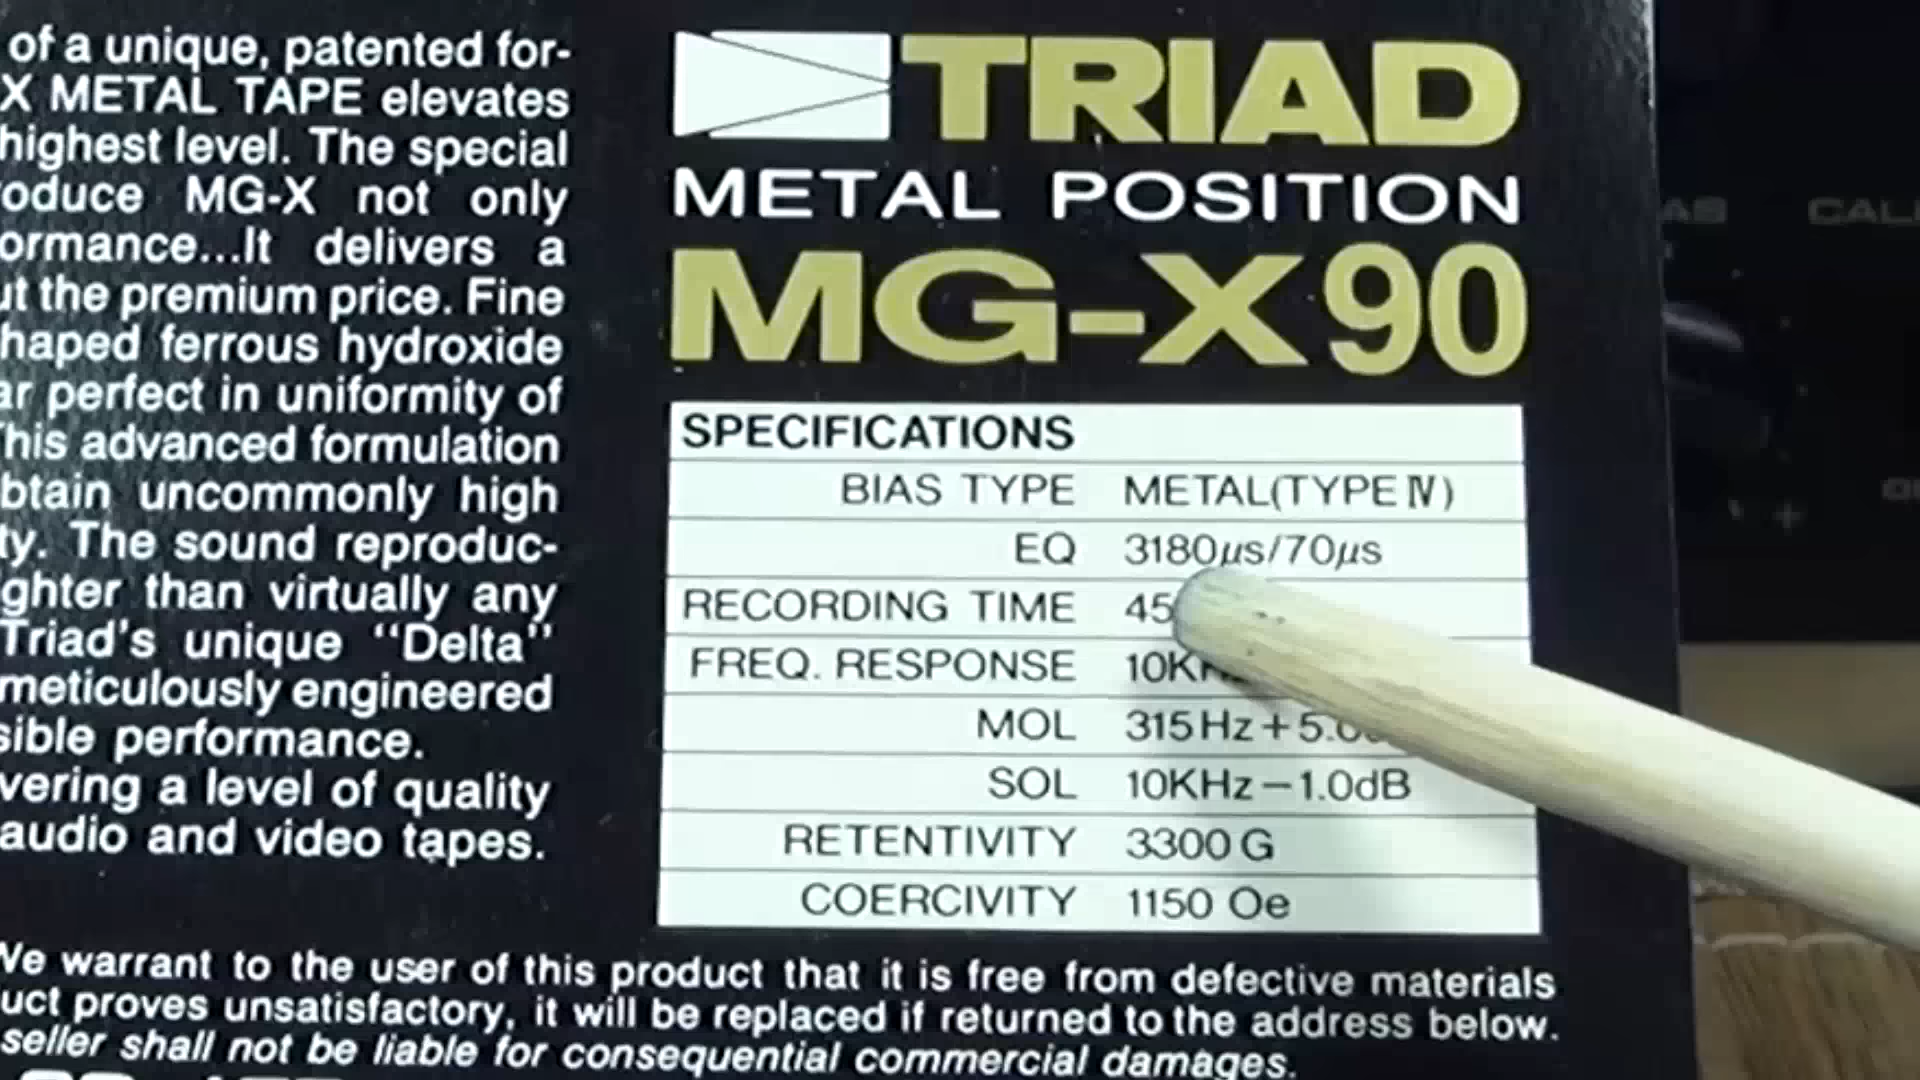 of a unique, patented for-
X METAL TAPE elevates
highest level. The special
oduce MG-X not only
ormance...It delivers a
ut the premium price. Fine
haped ferrous hydroxide
ar perfect in uniformity of
his advanced formulation
btain uncommonly high
ty. The sound reproduc-
ghter than virtually any
Triad's unique "Delta"
meticulously engineered
sible performance.
vering a level of quality
audio and video tapes.
TRIAD
METAL POSITION
MG-X90
SPECIFICATIONS
BIAS TYPE METAL(TYPE IV)
EQ 3180μs/70μs
RECORDING TIME 45
FREQ. RESPONSE 10KHz
MOL 315Hz+5.0
SOL 10KHz-1.0dB
RETENTIVITY 3300G
COERCIVITY 1150 Oe
We warrant to the user of this product that it is free from defective materials
uct proves unsatisfactory, it will be replaced if returned to the address below.
seller shall not be liable for consequential commercial damages.
AS CALI